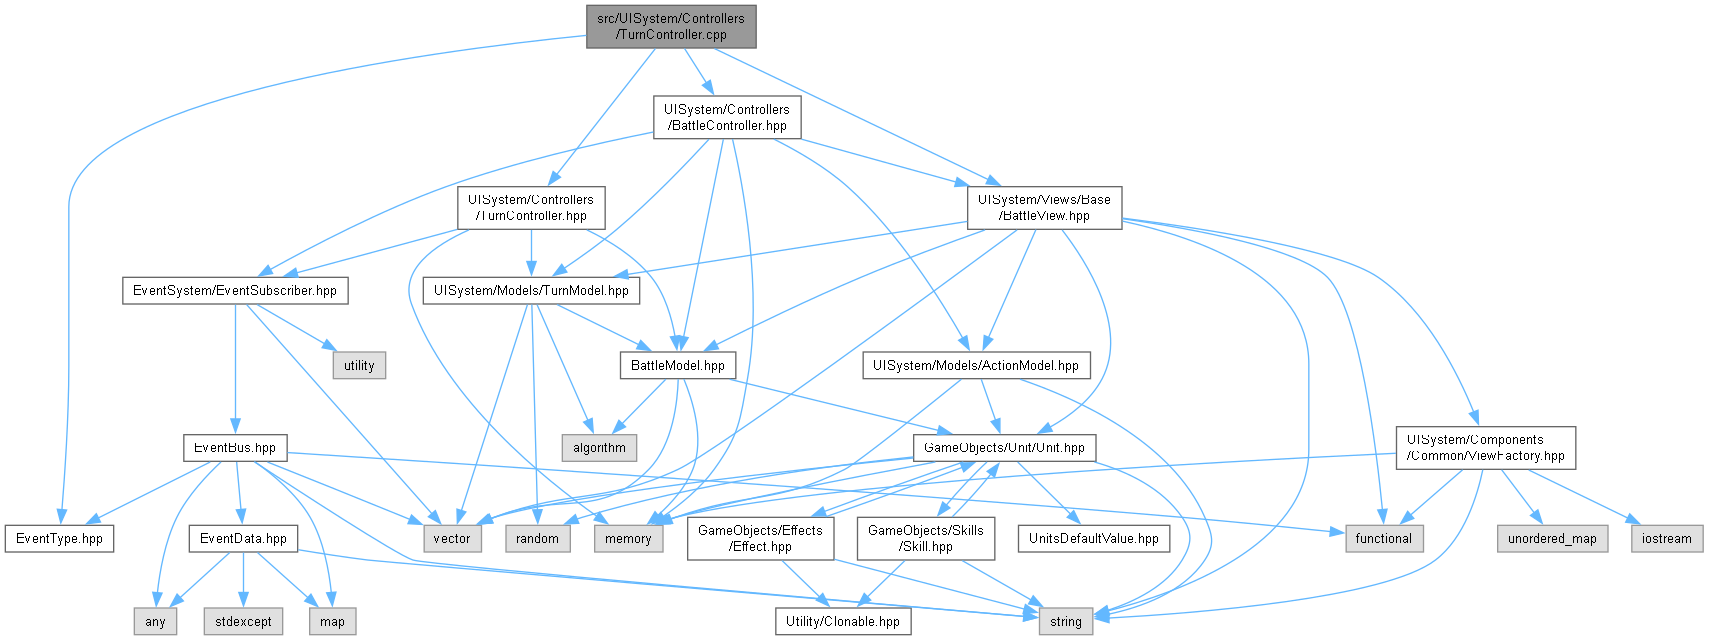 src/UISystem/Controllers
/TurnController.cpp
UISystem/Controllers
/BattleController.hpp
UISystem/Controllers
/TurnController.hpp
UISystem/Views/Base
/BattleView.hpp
EventSystem/EventSubscriber.hpp
UISystem/Models/TurnModel.hpp
utility
BattleModel.hpp
UISystem/Models/ActionModel.hpp
EventBus.hpp
algorithm
GameObjects/Unit/Unit.hpp
UISystem/Components
/Common/ViewFactory.hpp
EventType.hpp
EventData.hpp
vector
random
memory
GameObjects/Effects
/Effect.hpp
GameObjects/Skills
/Skill.hpp
UnitsDefaultValue.hpp
functional
unordered_map
iostream
any
stdexcept
map
Utility/Clonable.hpp
string